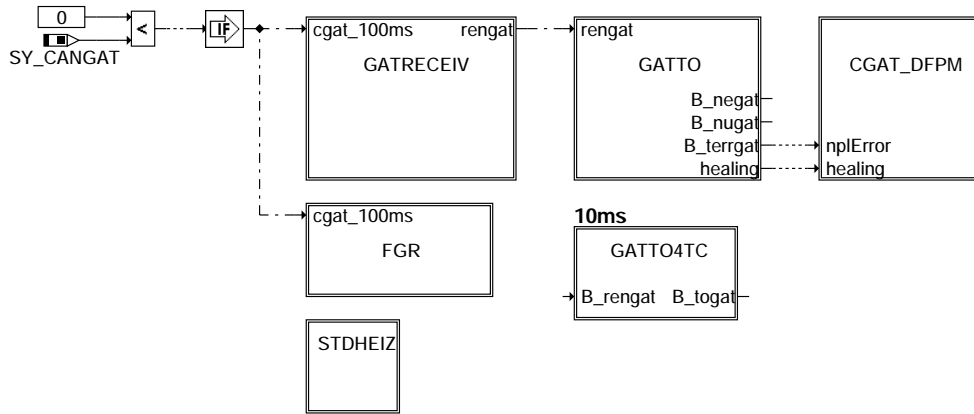 0
<
IF
SY_CANGAT
cgat_100ms rengat
GATRECEIV
rengat
GATTO
B_negat
B_nugat
B_terrgat
healing
CGAT_DFPM
nplError
healing
cgat_100ms
FGR
10ms
GATTO4TC
B_rengat B_togat
STDHEIZ